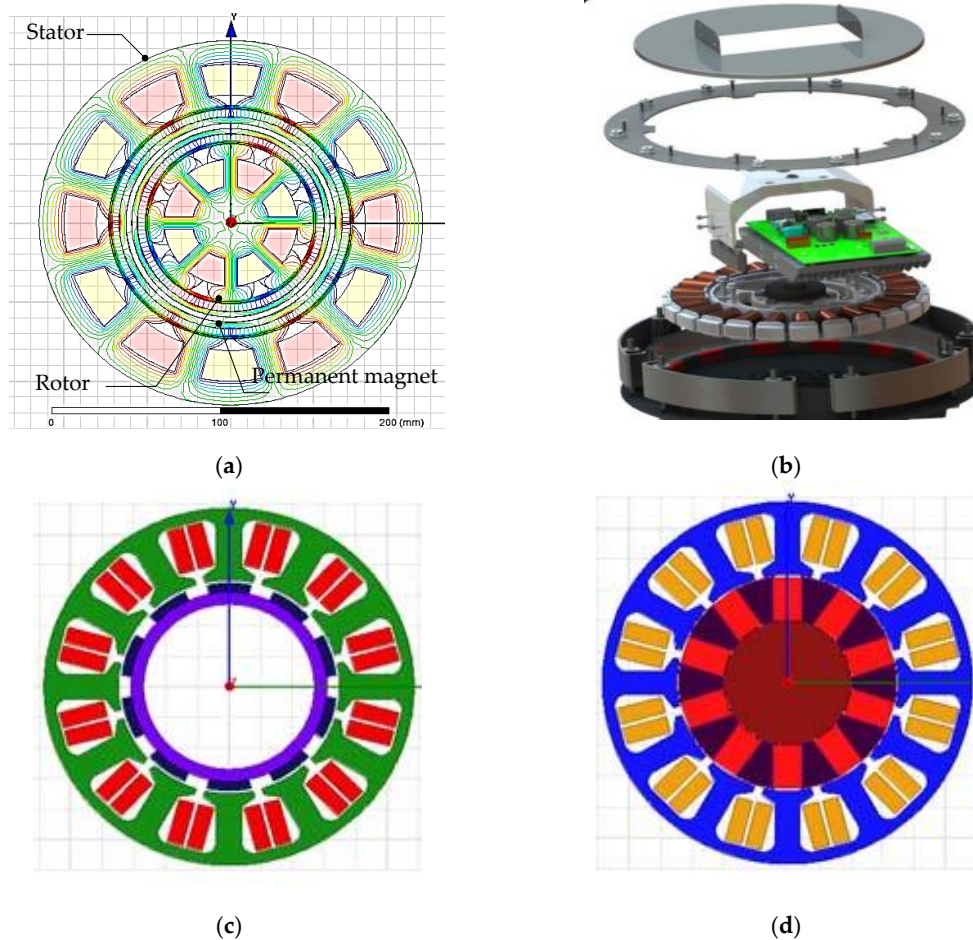 Y
Stator
Rotor
Permanent magnet
0 100 200 (mm)
(a)
(b)
Y
Y
(c)
(d)